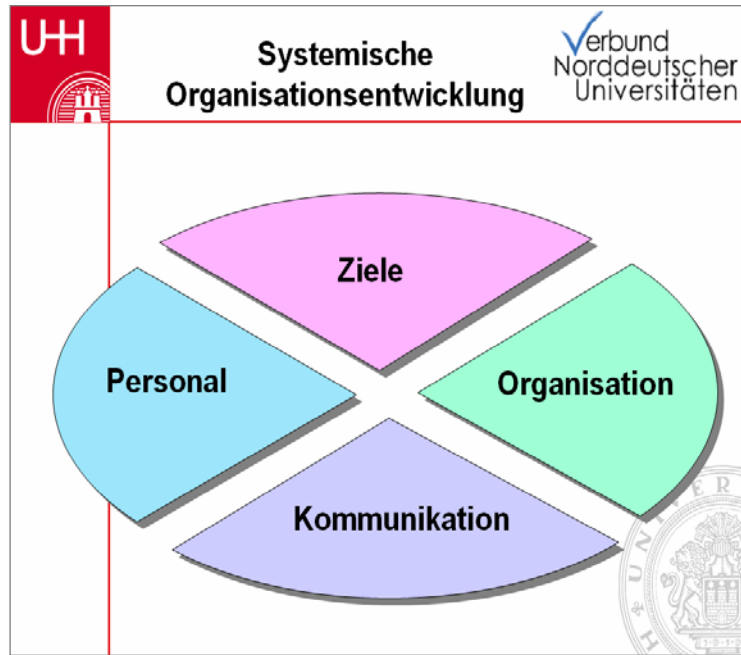 UHH
Systemische
Organisationsentwicklung
Verbund
Norddeutscher
Universitäten
Ziele
Personal
Organisation
Kommunikation